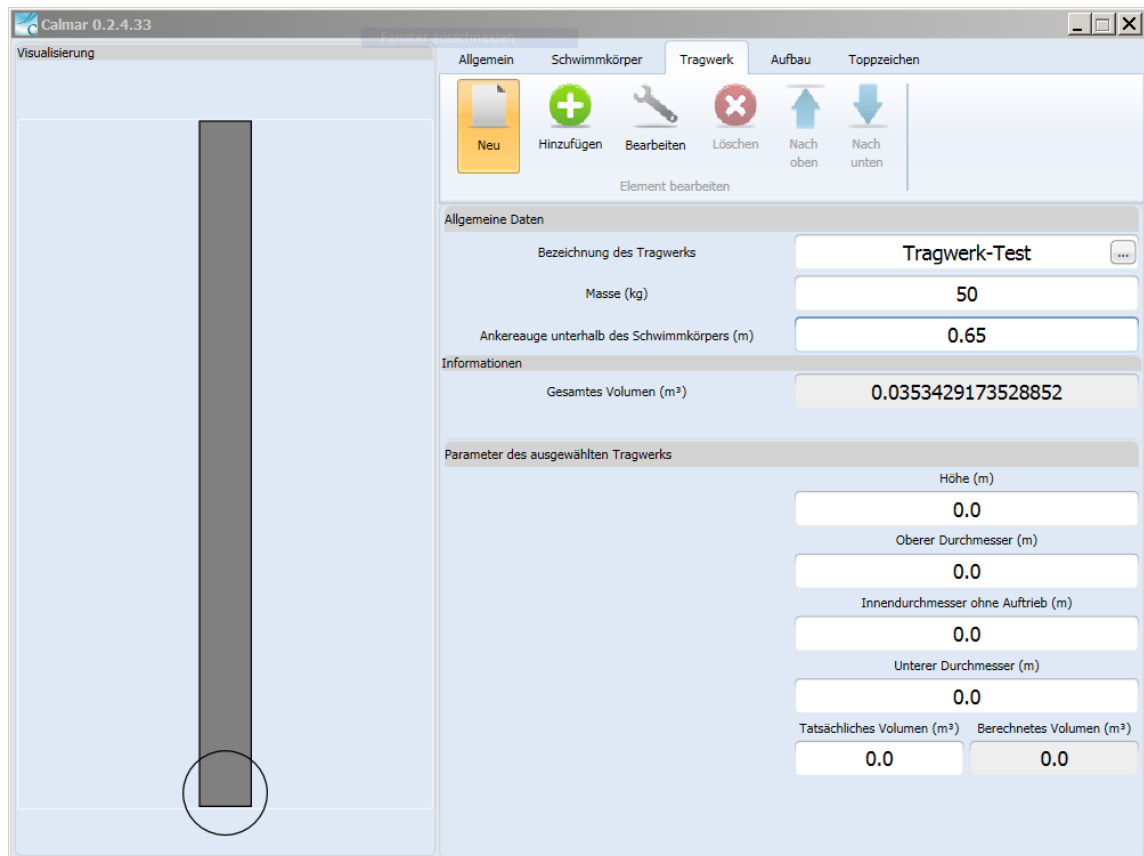 Calmar 0.2.4.33
Fenster ausschneiden
Visualisierung
Allgemein Schwimmkörper Tragwerk Aufbau Toppzeichen
Neu Hinzufügen Bearbeiten Löschen Nach oben Nach unten
Element bearbeiten
Allgemeine Daten
Bezeichnung des Tragwerks Tragwerk-Test ...
Masse (kg) 50
Ankereauge unterhalb des Schwimmkörpers (m) 0.65
Informationen
Gesamtes Volumen (m³) 0.0353429173528852
Parameter des ausgewählten Tragwerks
Höhe (m)
0.0
Oberer Durchmesser (m)
0.0
Innendurchmesser ohne Auftrieb (m)
0.0
Unterer Durchmesser (m)
0.0
Tatsächliches Volumen (m³) Berechnetes Volumen (m³)
0.0 0.0